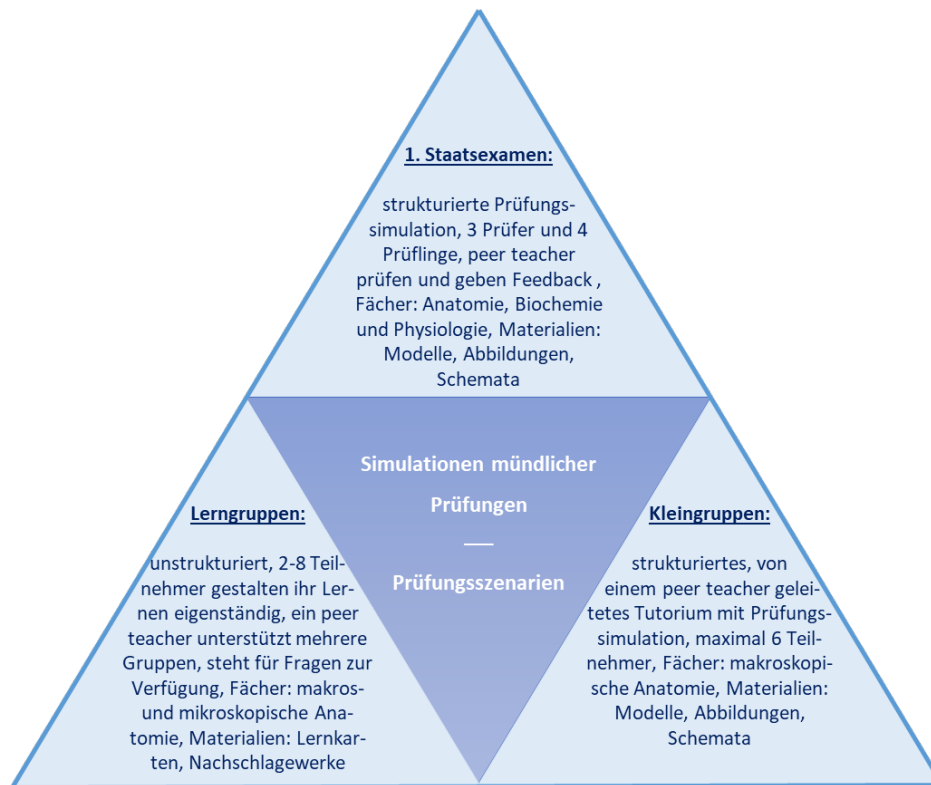 1. Staatsexamen:
strukturierte Prüfungs-
simulation, 3 Prüfer und 4
Prüflinge, peer teacher
prüfen und geben Feedback ,
Fächer: Anatomie, Biochemie
und Physiologie, Materialien:
Modelle, Abbildungen,
Schemata
Simulationen mündlicher
Prüfungen
—
Prüfungsszenarien
Lerngruppen:
unstrukturiert, 2-8 Teil-
nehmer gestalten ihr Ler-
nen eigenständig, ein peer
teacher unterstützt mehrere
Gruppen, steht für Fragen zur
Verfügung, Fächer: makros-
und mikroskopische Ana-
tomie, Materialien: Lernkar-
ten, Nachschlagewerke
Kleingruppen:
strukturiertes, von
einem peer teacher gelei-
tetes Tutorium mit Prüfungs-
simulation, maximal 6 Teil-
nehmer, Fächer: makroskopi-
sche Anatomie, Materialien:
Modelle, Abbildungen,
Schemata